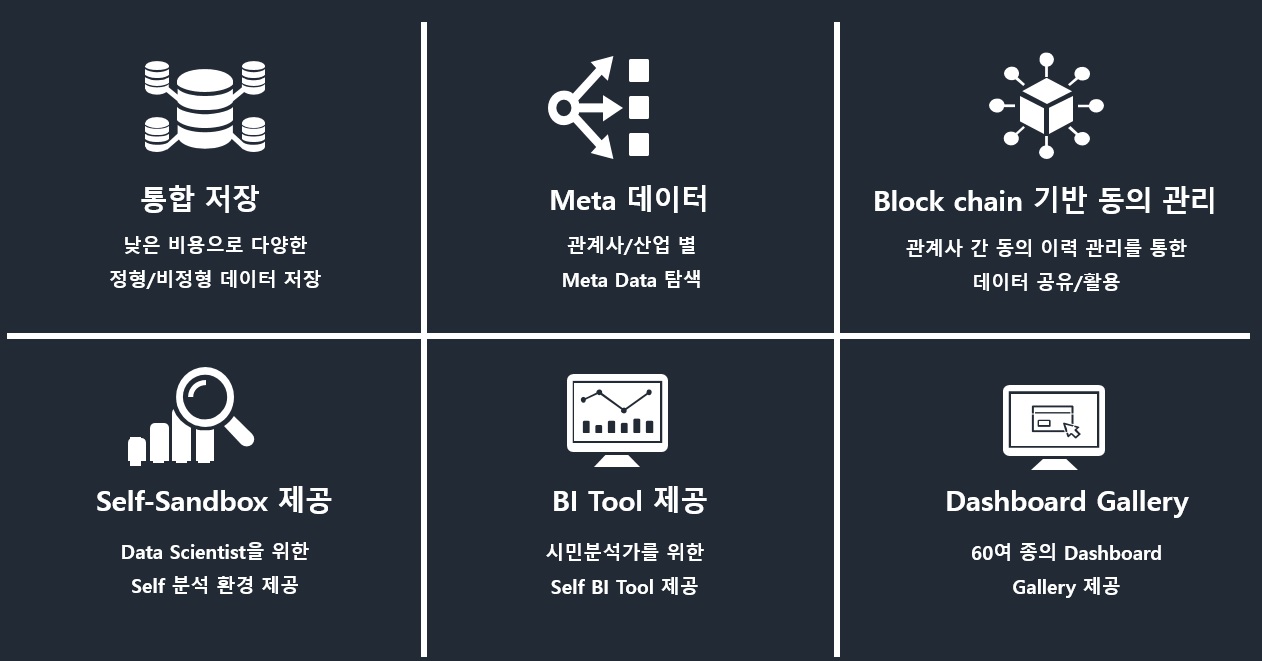 통합 저장
낮은 비용으로 다양한
정형/비정형 데이터 저장
Meta 데이터
관계사/산업 별
Meta Data 탐색
Block chain 기반 동의 관리
관계사 간 동의 이력 관리를 통한
데이터 공유/활용
Self-Sandbox 제공
Data Scientist을 위한
Self 분석 환경 제공
BI Tool 제공
시민분석가를 위한
Self BI Tool 제공
Dashboard Gallery
60여 종의 Dashboard
Gallery 제공